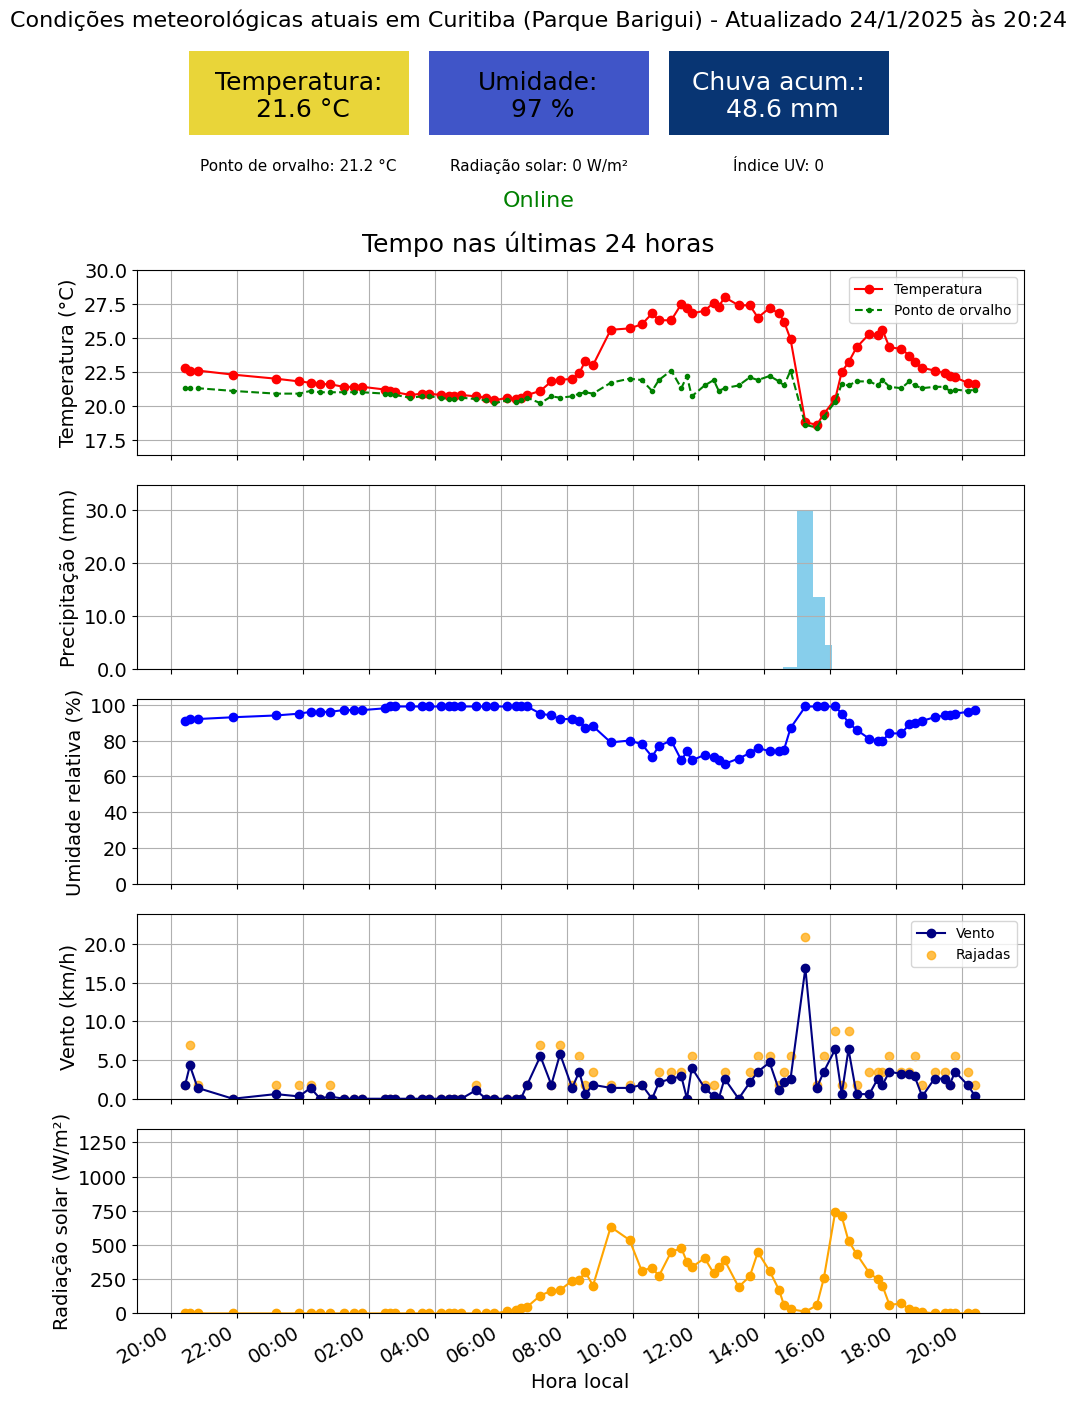 Condições meteorológicas atuais em Curitiba (Parque Barigui) - Atualizado 24/1/2025 às 20:24
Temperatura:
21.6 °C
Umidade:
97 %
Chuva acum.:
48.6 mm
Ponto de orvalho: 21.2 °C
Radiação solar: 0 W/m²
Índice UV: 0
Online
Tempo nas últimas 24 horas
Temperatura (°C)
30.0
27.5
25.0
22.5
20.0
17.5
Temperatura
Ponto de orvalho
Precipitação (mm)
30.0
20.0
10.0
0.0
Umidade relativa (%)
100
80
60
40
20
0
Vento (km/h)
20.0
15.0
10.0
5.0
0.0
Vento
Rajadas
Radiação solar (W/m²)
1250
1000
750
500
250
0
20:00
22:00
00:00
02:00
04:00
06:00
08:00
10:00
12:00
14:00
16:00
18:00
20:00
Hora local